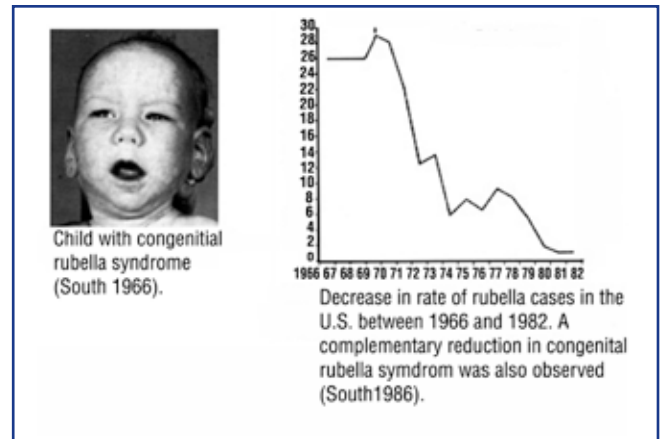 Child with congenitial
rubella syndrome
(South 1966).
30
28
26
24
22
20
18
16
14
12
10
8
6
4
2
0
1966 67 68 69 70 71 72 73 74 75 76 77 78 79 80 81 82
Decrease in rate of rubella cases in the
U.S. between 1966 and 1982. A
complementary reduction in congenital
rubella symdrom was also observed
(South1986).